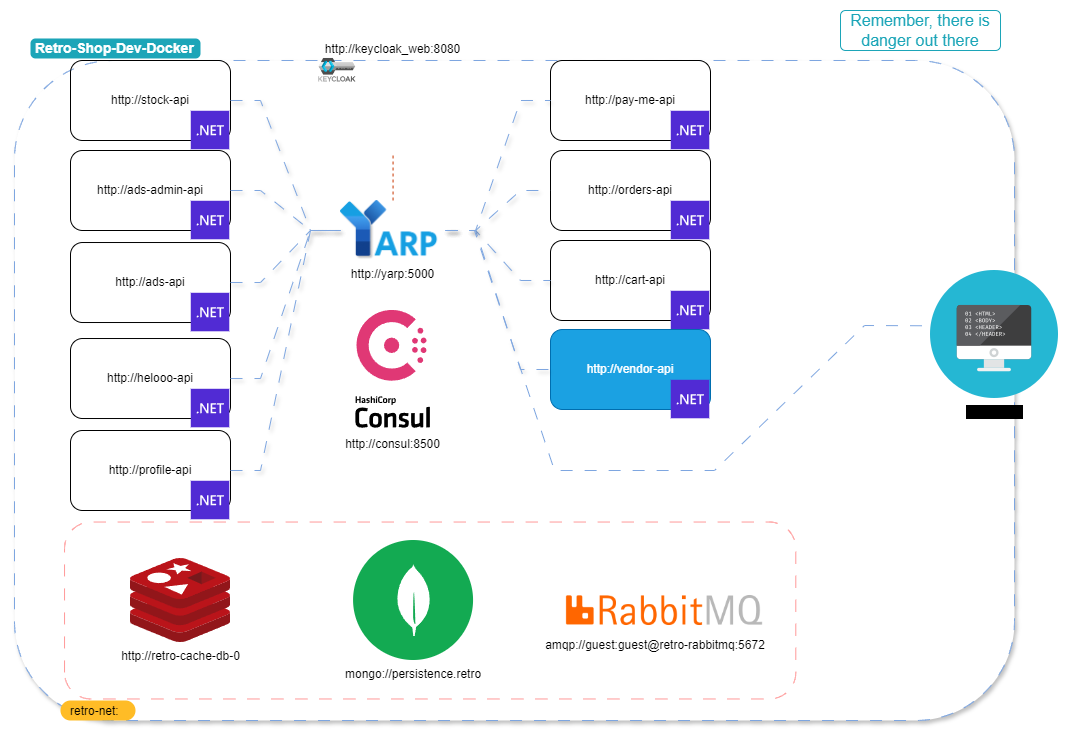 Remember, there is
danger out there
Retro-Shop-Dev-Docker
http://keycloak_web:8080
KEYCLOAK
http://stock-api
.NET
http://pay-me-api
.NET
http://ads-admin-api
.NET
http://orders-api
.NET
YARP
http://yarp:5000
http://ads-api
.NET
http://cart-api
.NET
01 <HTML>
02 <BODY>
03 <HEADER>
04 </HEADER>
HashiCorp
Consul
http://consul:8500
http://helooo-api
.NET
http://vendor-api
.NET
http://profile-api
.NET
http://retro-cache-db-0
mongo://persistence.retro
RabbitMQ
amqp://guest:guest@retro-rabbitmq:5672
retro-net: